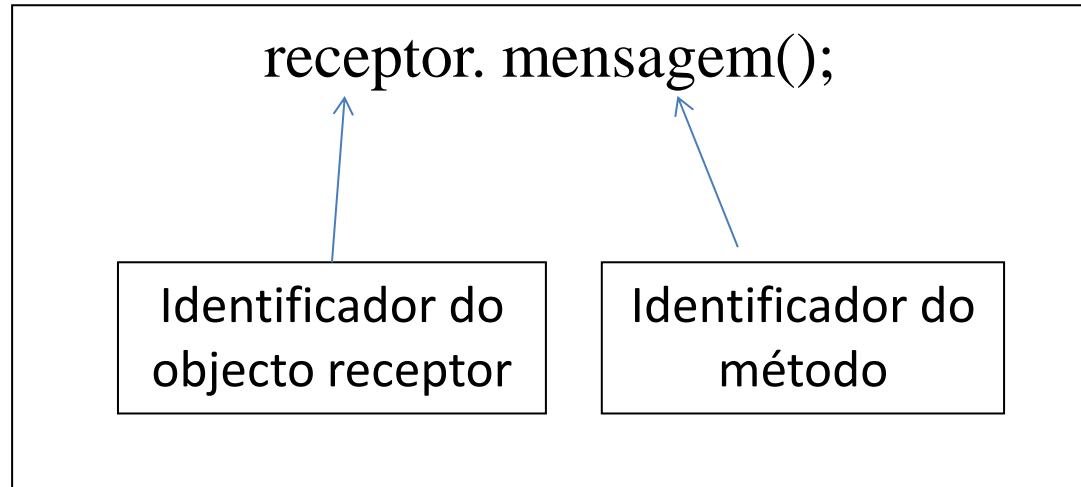 receptor. mensagem();
Identificador do
objecto receptor
Identificador do
método